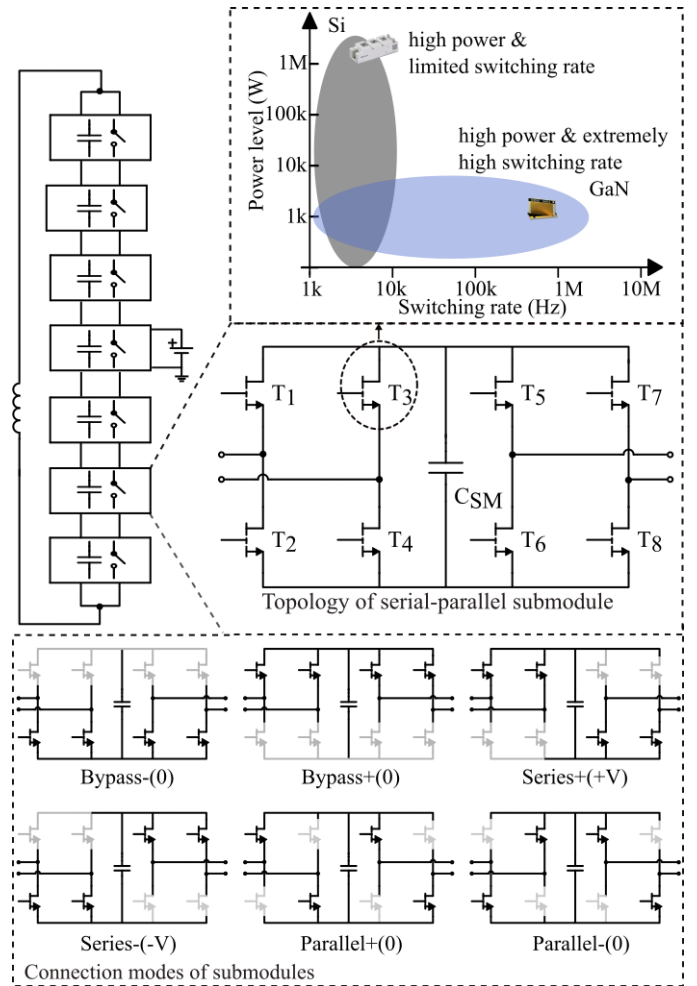 Si
high power &
limited switching rate
high power & extremely
high switching rate
GaN
Power level (W)
1M
100k
10k
1k
1k 10k 100k 1M 10M
Switching rate (Hz)
+
T1 T3 T5 T7
CSM
T2 T4 T6 T8
Topology of serial-parallel submodule
Bypass-(0) Bypass+(0) Series+(+V)
Series-(-V) Parallel+(0) Parallel-(0)
Connection modes of submodules